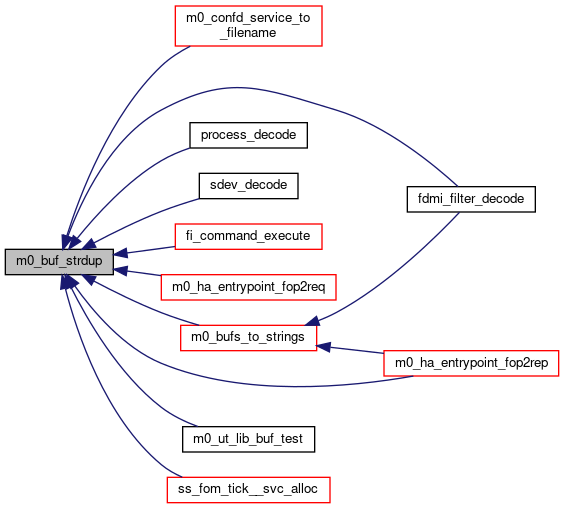 m0_confd_service_to
_filename
process_decode
sdev_decode
fdmi_filter_decode
fi_command_execute
m0_buf_strdup
m0_ha_entrypoint_fop2req
m0_bufs_to_strings
m0_ha_entrypoint_fop2rep
m0_ut_lib_buf_test
ss_fom_tick__svc_alloc